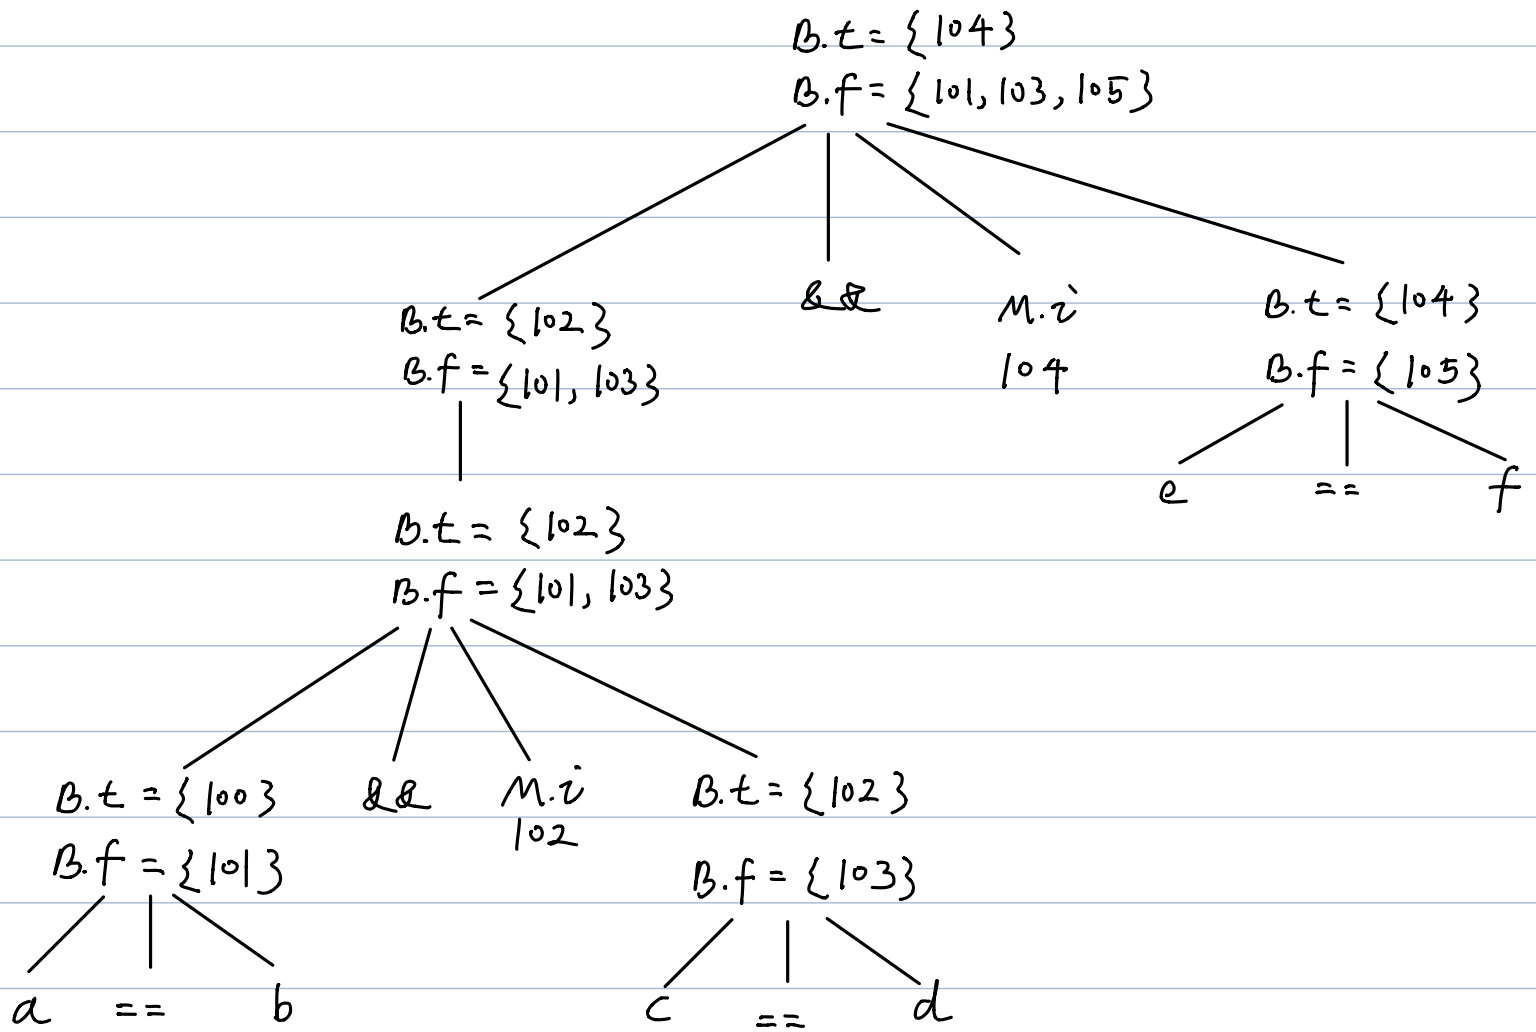 B.t = {104}
B.f = {101, 103, 105}
&& M.i B.t = {104}
B.t = {102}
B.f = {101, 103} 104 B.f = {105}
e == f
B.t = {102}
B.f = {101, 103}
B.t = {100} && M.i B.t = {102}
102
B.f = {101} B.f = {103}
a == b c == d